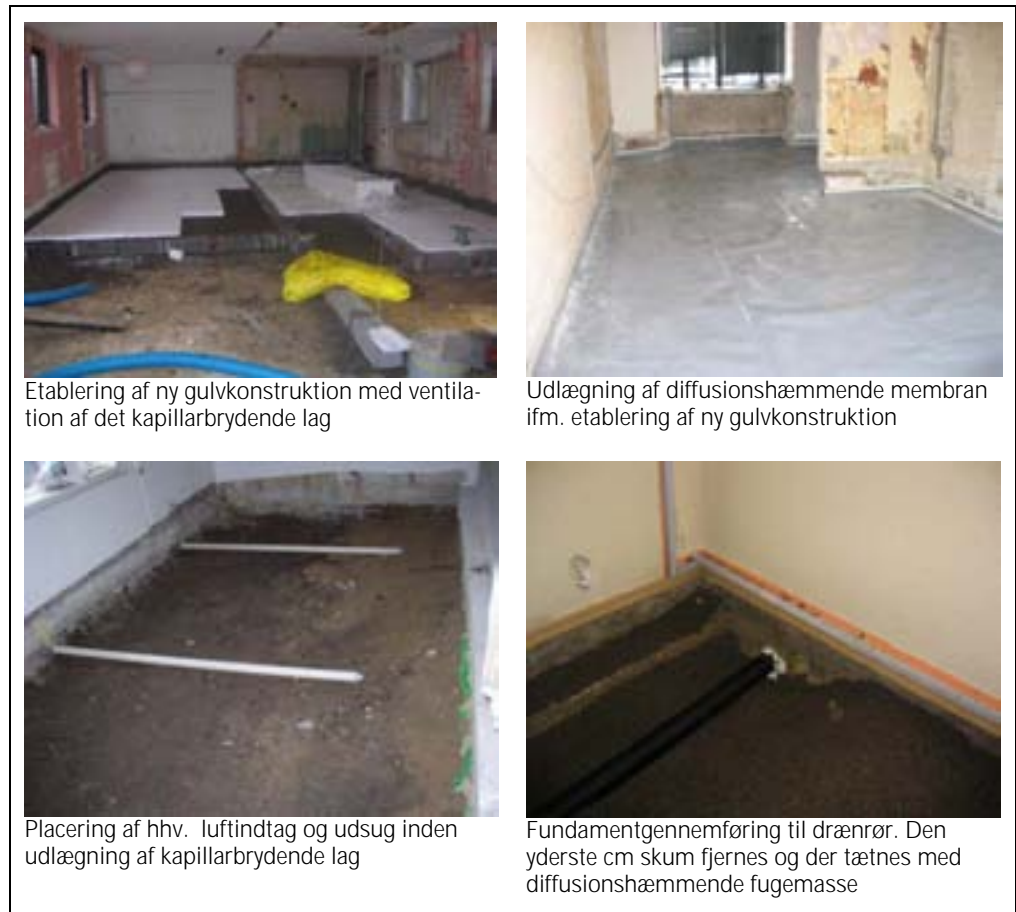 Etablering af ny gulvkonstruktion med ventila-
tion af det kapillarbrydende lag
Udlægning af diffusionshæmmende membran
ifm. etablering af ny gulvkonstruktion
Placering af hhv. luftindtag og udsug inden
udlægning af kapillarbrydende lag
Fundamentgennemføring til drænrør. Den
yderste cm skum fjernes og der tætnes med
diffusionshæmmende fugemasse